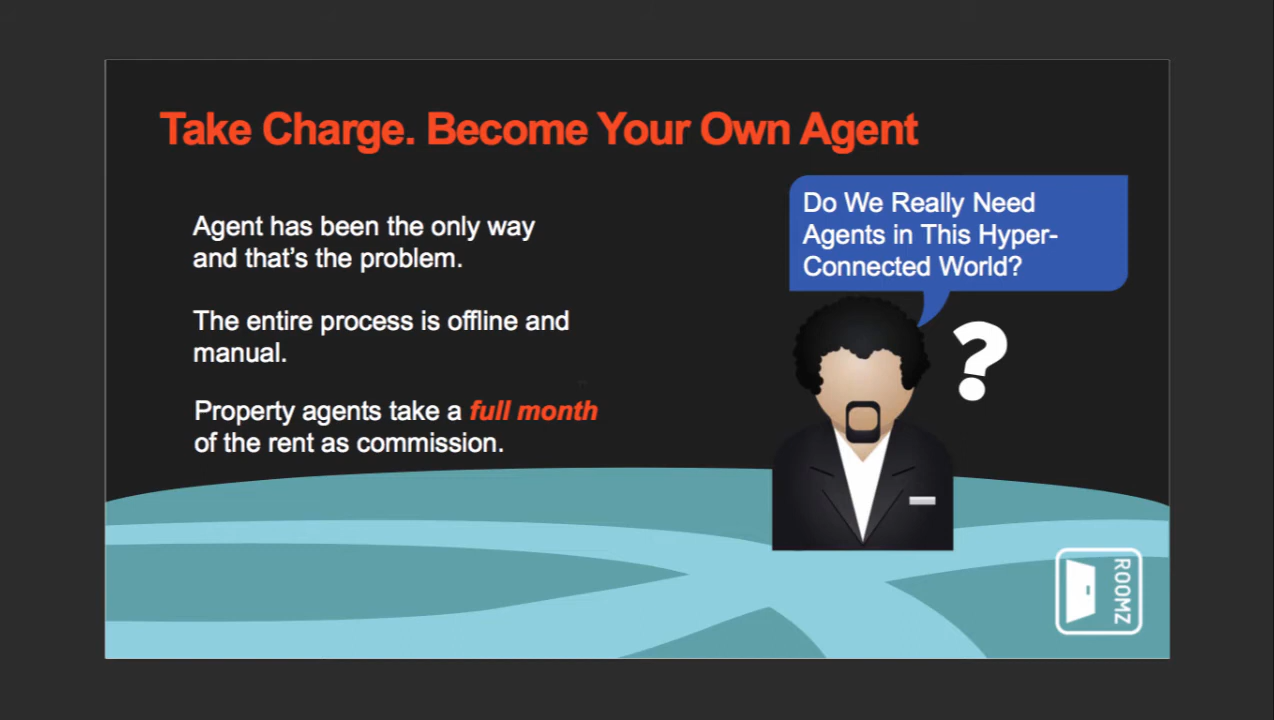 Take Charge. Become Your Own Agent
Agent has been the only way
and that's the problem.
The entire process is offline and
manual.
Property agents take a full month
of the rent as commission.
Do We Really Need
Agents in This Hyper-
Connected World?
?
ROOMZ